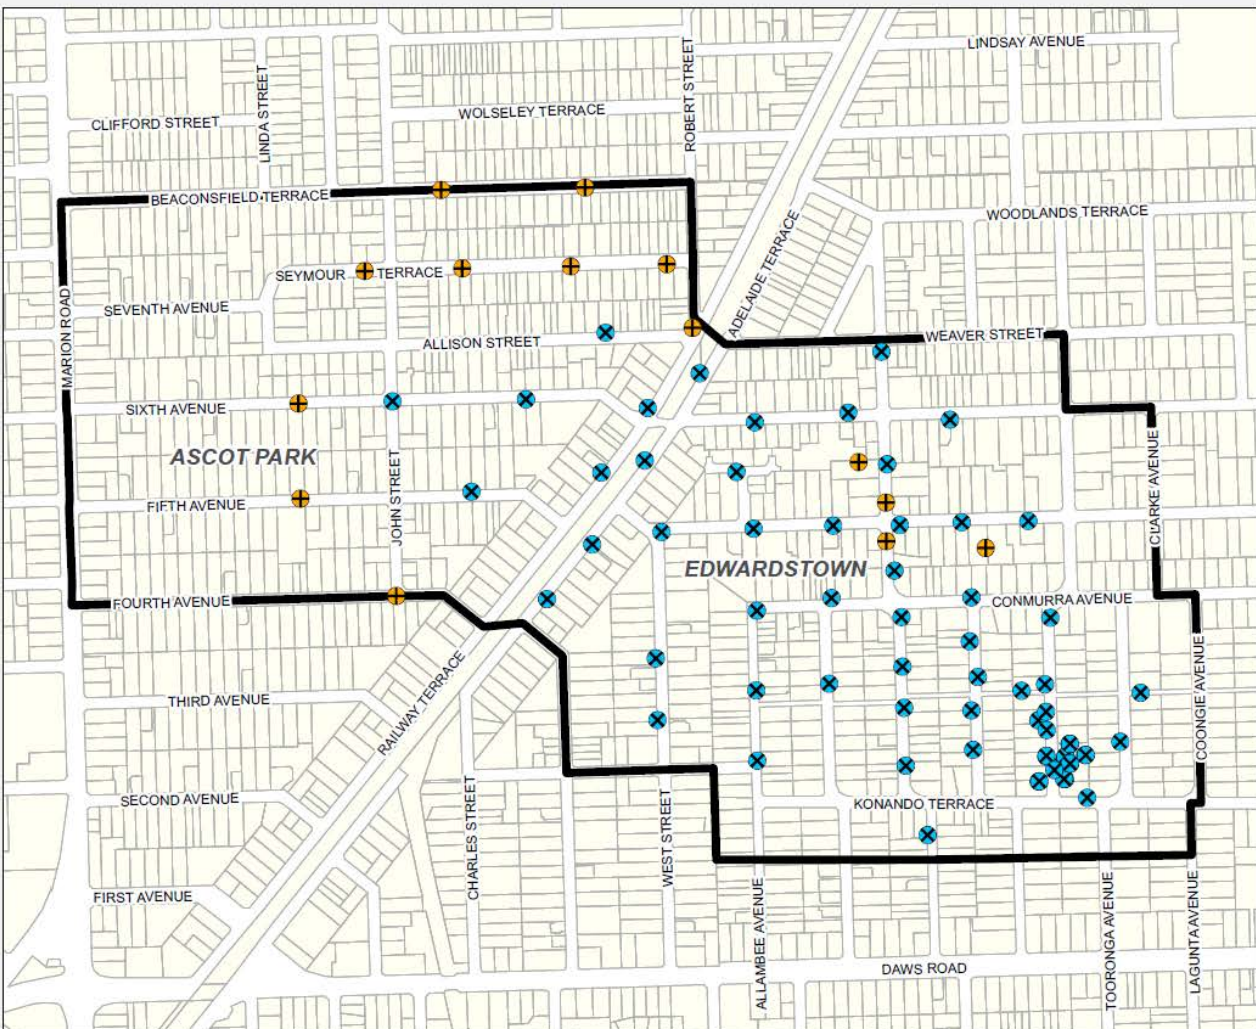 LINDSAY AVENUE
ROBERT STREET
LINDA STREET
WOLSELEY TERRACE
CLIFFORD STREET
BEACONSFIELD TERRACE
WOODLANDS TERRACE
ADELAIDE TERRACE
SEYMOUR TERRACE
SEVENTH AVENUE
MARION ROAD
ALLISON STREET
WEAVER STREET
SIXTH AVENUE
ASCOT PARK
JOHN STREET
FIFTH AVENUE
CLARKE AVENUE
EDWARDSTOWN
FOURTH AVENUE
CONMURRA AVENUE
COONGIE AVENUE
RAILWAY TERRACE
THIRD AVENUE
SECOND AVENUE
KONANDO TERRACE
CHARLES STREET
WEST STREET
FIRST AVENUE
ALLAMBEE AVENUE
TOORONGA AVENUE
LAGUNTA AVENUE
DAWS ROAD